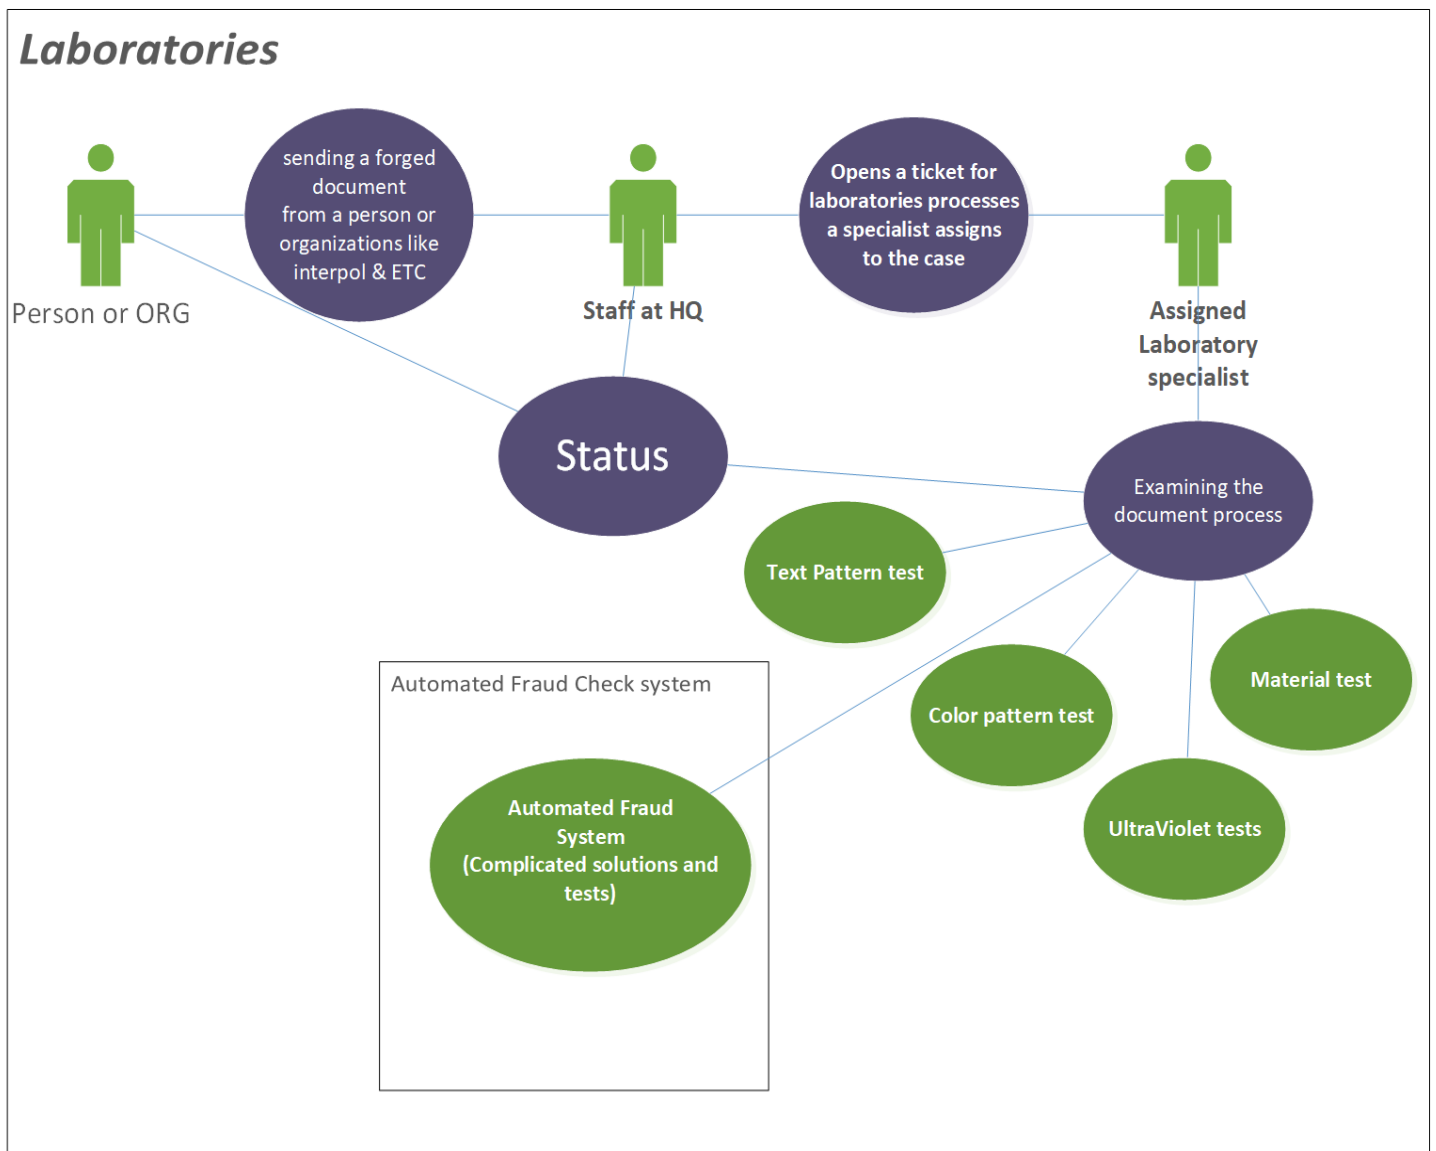 Laboratories
sending a forged
document
from a person or
organizations like
interpol & ETC
Opens a ticket for
laboratories processes
a specialist assigns
to the case
Person or ORG
Staff at HQ
Assigned
Laboratory
specialist
Status
Examining the
document process
Text Pattern test
Automated Fraud Check system
Color pattern test
Material test
Automated Fraud
System
(Complicated solutions and
tests)
UltraViolet tests